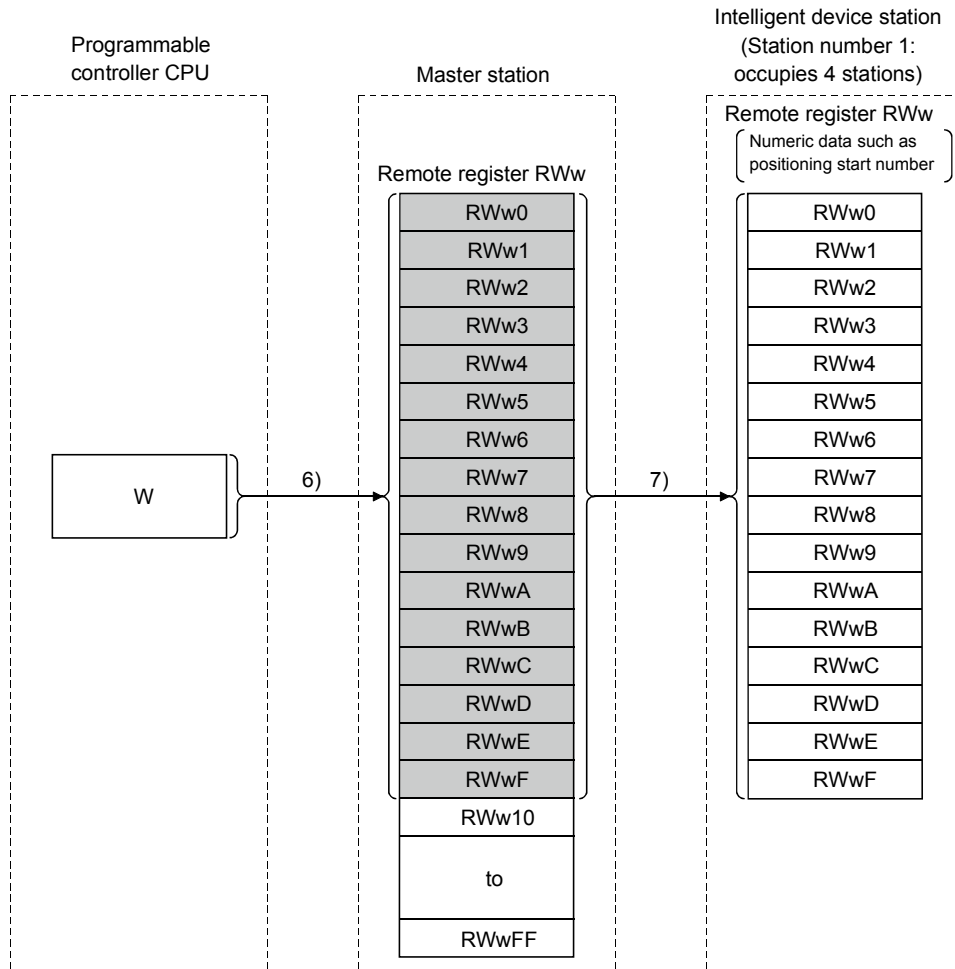 Programmable
controller CPU
Master station
Intelligent device station
(Station number 1:
occupies 4 stations)
Remote register RWw
Numeric data such as
positioning start number
Remote register RWw
W
6)
RWw0
RWw1
RWw2
RWw3
RWw4
RWw5
RWw6
RWw7
RWw8
RWw9
RWwA
RWwB
RWwC
RWwD
RWwE
RWwF
RWw10
to
RWwFF
7)
RWw0
RWw1
RWw2
RWw3
RWw4
RWw5
RWw6
RWw7
RWw8
RWw9
RWwA
RWwB
RWwC
RWwD
RWwE
RWwF